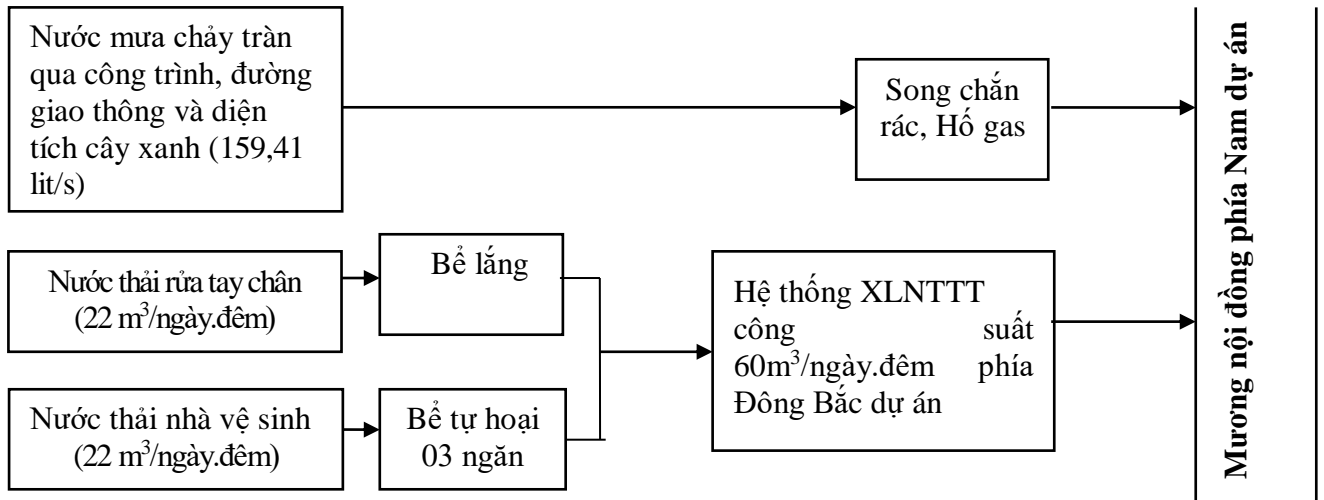 Nước mưa chảy tràn
qua công trình, đường
giao thông và diện
tích cây xanh (159,41
lit/s)
Song chắn
rác, Hố gas
Nước thải rửa tay chân
(22 m³/ngày.đêm)
Bể lắng
Nước thải nhà vệ sinh
(22 m³/ngày.đêm)
Bể tự hoại
03 ngăn
Hệ thống XLNTTT
công suất
60m³/ngày.đêm phía
Đông Bắc dự án
Mương nội đồng phía Nam dự án